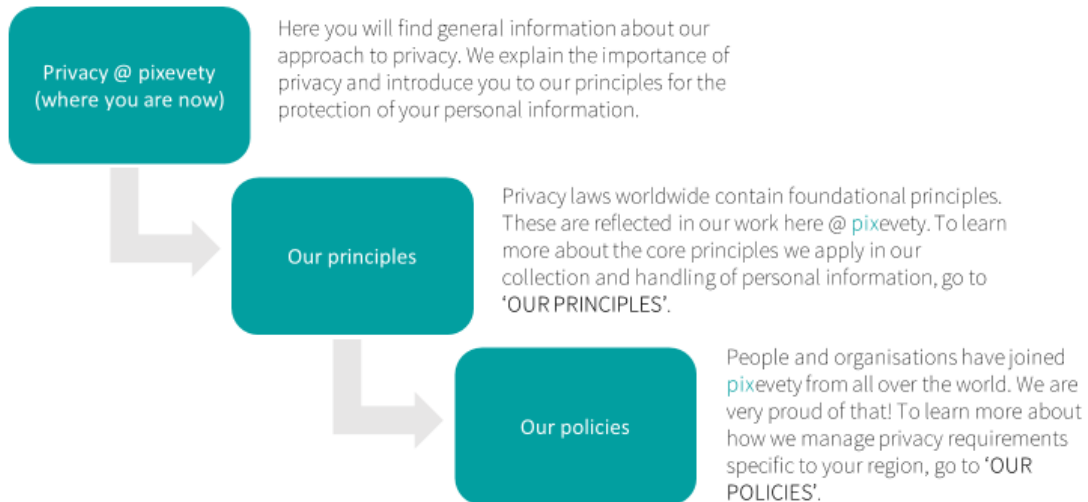 Privacy @ pixevety
(where you are now)
Here you will find general information about our
approach to privacy. We explain the importance of
privacy and introduce you to our principles for the
protection of your personal information.
Our principles
Privacy laws worldwide contain foundational principles.
These are reflected in our work here @ pixevety. To learn
more about the core principles we apply in our
collection and handling of personal information, go to
‘OUR PRINCIPLES’.
Our policies
People and organisations have joined
pixevety from all over the world. We are
very proud of that! To learn more about
how we manage privacy requirements
specific to your region, go to ‘OUR
POLICIES’.